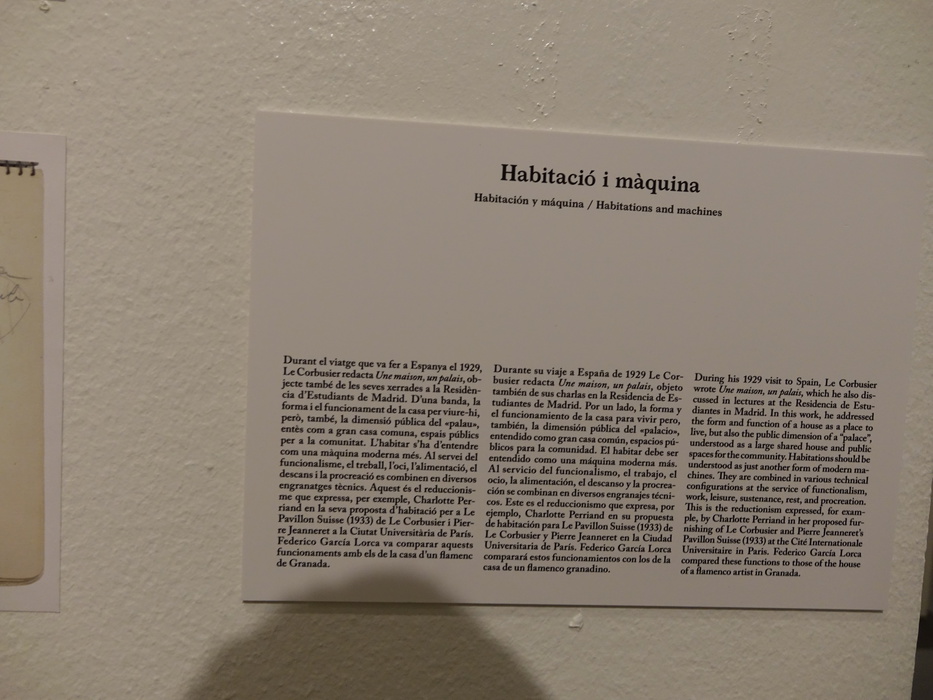 Habitació i màquina
Habitación y máquina / Habitations and machines
Durant el viatge que va fer a Espanya el 1929,
Le Corbusier redacta Une maison, un palais, ob-
jecte també de les seves xerrades a la Residèn-
cia d'Estudiants de Madrid. D'una banda, la
forma i el funcionament de la casa per viure-hi,
però, també, la dimensió pública del «palau»,
entès com a gran casa comuna, espais públics
per a la comunitat. L'habitar s'ha d'entendre
com una màquina moderna més. Al servei del
funcionalisme, el treball, l'oci, l'alimentació, el
descans i la procreació es combinen en diversos
engranatges tècnics. Aquest és el reduccionis-
me que expressa, per exemple, Charlotte Per-
riand en la seva proposta d'habitació per a Le
Pavillon Suisse (1933) de Le Corbusier i Pier-
re Jeanneret a la Ciutat Universitària de París.
Federico García Lorca va comparar aquests
funcionaments amb els de la casa d'un flamenc
de Granada.
Durante su viaje a España de 1929 Le Cor-
busier redacta Une maison, un palais, objeto
también de sus charlas en la Residencia de Es-
tudiantes de Madrid. Por un lado, la forma y
el funcionamiento de la casa para vivir pero,
también, la dimensión pública del «palacio»,
entendido como gran casa común, espacios pú-
blicos para la comunidad. El habitar debe ser
entendido como una máquina moderna más.
Al servicio del funcionalismo, el trabajo, el
ocio, la alimentación, el descanso y la procrea-
ción se combinan en diversos engranajes técni-
cos. Este es el reduccionismo que expresa, por
ejemplo, Charlotte Perriand en su propuesta
de habitación para Le Pavillon Suisse (1933) de
Le Corbusier y Pierre Jeanneret en la Ciudad
Universitaria de París. Federico García Lorca
comparará estos funcionamientos con los de la
casa de un flamenco granadino.
During his 1929 visit to Spain, Le Corbusier
wrote Une maison, un palais, which he also dis-
cussed in lectures at the Residencia de Estu-
diantes in Madrid. In this work, he addressed
the form and function of a house as a place to
live, but also the public dimension of a "palace",
understood as a large shared house and public
spaces for the community. Habitations should be
understood as just another form of modern ma-
chines. They are combined in various technical
configurations at the service of functionalism,
work, leisure, sustenance, rest, and procreation.
This is the reductionism expressed, for exam-
ple, by Charlotte Perriand in her proposed fur-
nishing of Le Corbusier and Pierre Jeanneret's
Pavillon Suisse (1933) at the Cité Internationale
Universitaire in Paris. Federico García Lorca
compared these functions to those of the house
of a flamenco artist in Granada.